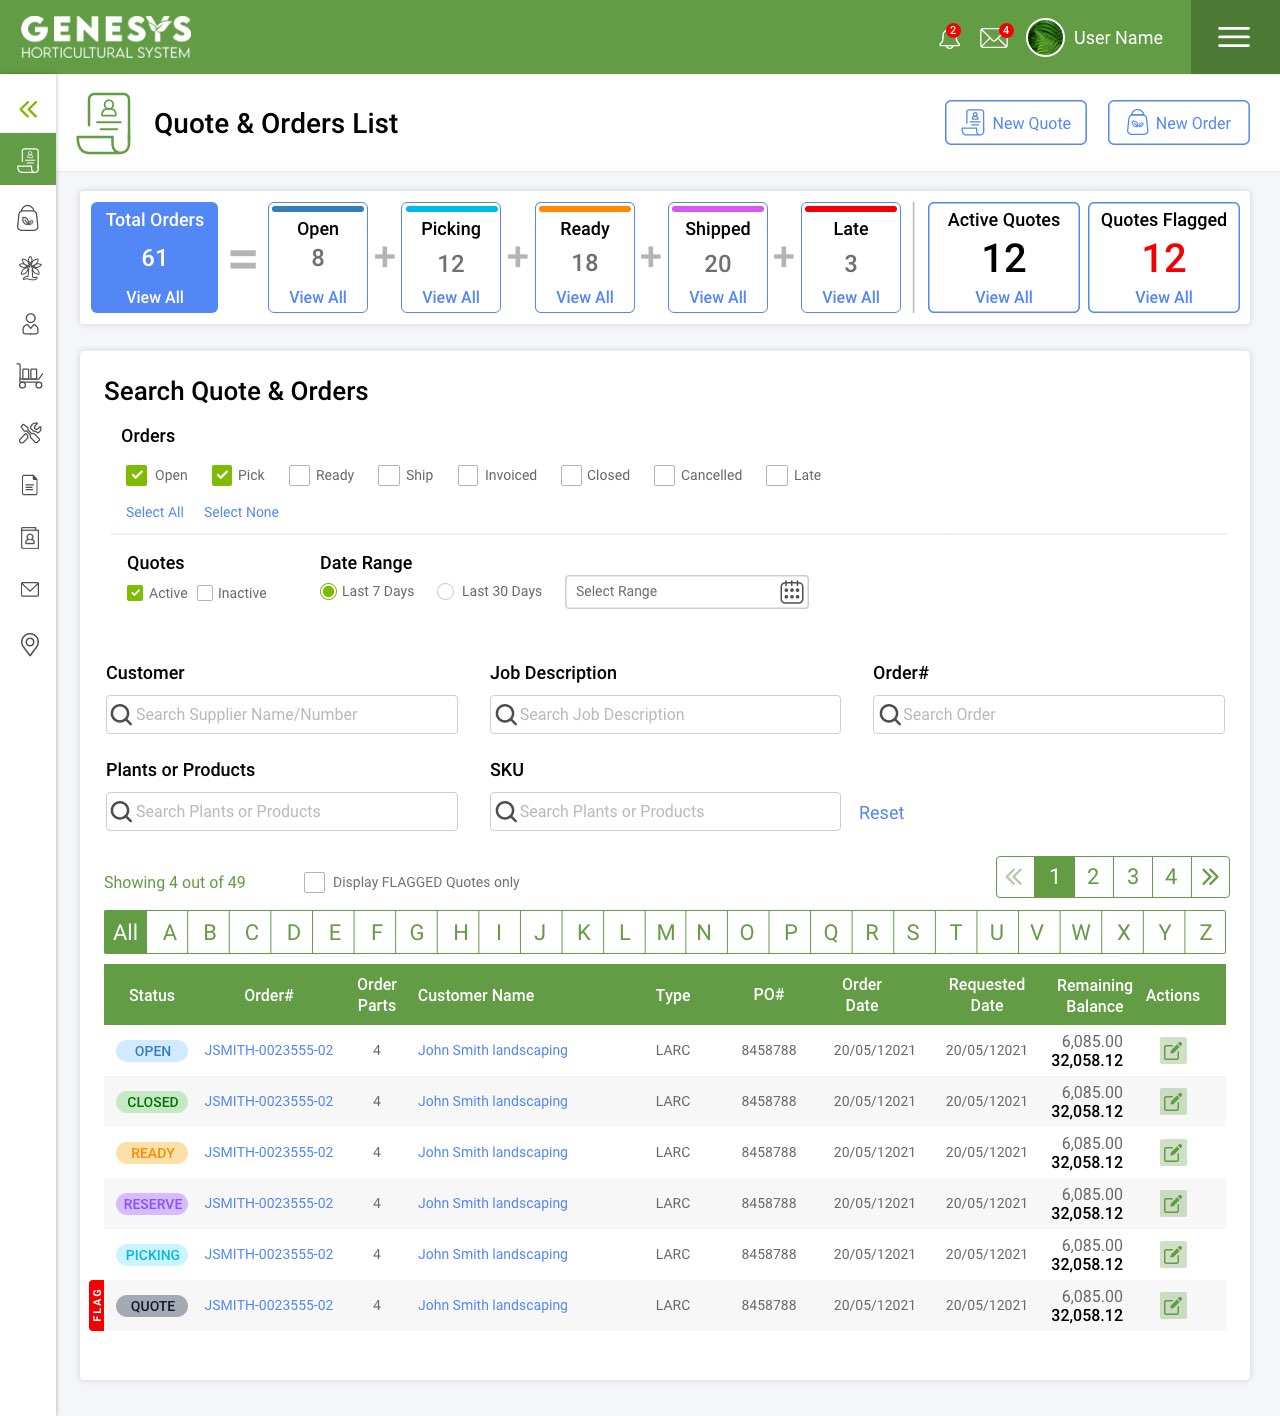 GENESYS
HORTICULTURAL SYSTEM
2
4
User Name
Quote & Orders List
New Quote
New Order
Total Orders
61
View All
=
Open
8
View All
+
Picking
12
View All
+
Ready
18
View All
+
Shipped
20
View All
+
Late
3
View All
Active Quotes
12
View All
Quotes Flagged
12
View All
Search Quote & Orders
Orders
Open Pick Ready Ship Invoiced Closed Cancelled Late
Select All Select None
Quotes Date Range
Active Inactive Last 7 Days Last 30 Days Select Range
Customer Job Description Order#
Search Supplier Name/Number Search Job Description Search Order
Plants or Products SKU
Search Plants or Products Search Plants or Products Reset
Showing 4 out of 49 Display FLAGGED Quotes only « 1 2 3 4 »
All A B C D E F G H I J K L M N O P Q R S T U V W X Y Z
Status Order# Order Parts Customer Name Type PO# Order Date Requested Date Remaining Balance Actions
OPEN JSMITH-0023555-02 4 John Smith landscaping LARC 8458788 20/05/12021 20/05/12021 6,085.00
32,058.12
CLOSED JSMITH-0023555-02 4 John Smith landscaping LARC 8458788 20/05/12021 20/05/12021 6,085.00
32,058.12
READY JSMITH-0023555-02 4 John Smith landscaping LARC 8458788 20/05/12021 20/05/12021 6,085.00
32,058.12
RESERVE JSMITH-0023555-02 4 John Smith landscaping LARC 8458788 20/05/12021 20/05/12021 6,085.00
32,058.12
PICKING JSMITH-0023555-02 4 John Smith landscaping LARC 8458788 20/05/12021 20/05/12021 6,085.00
32,058.12
FLAG QUOTE JSMITH-0023555-02 4 John Smith landscaping LARC 8458788 20/05/12021 20/05/12021 6,085.00
32,058.12